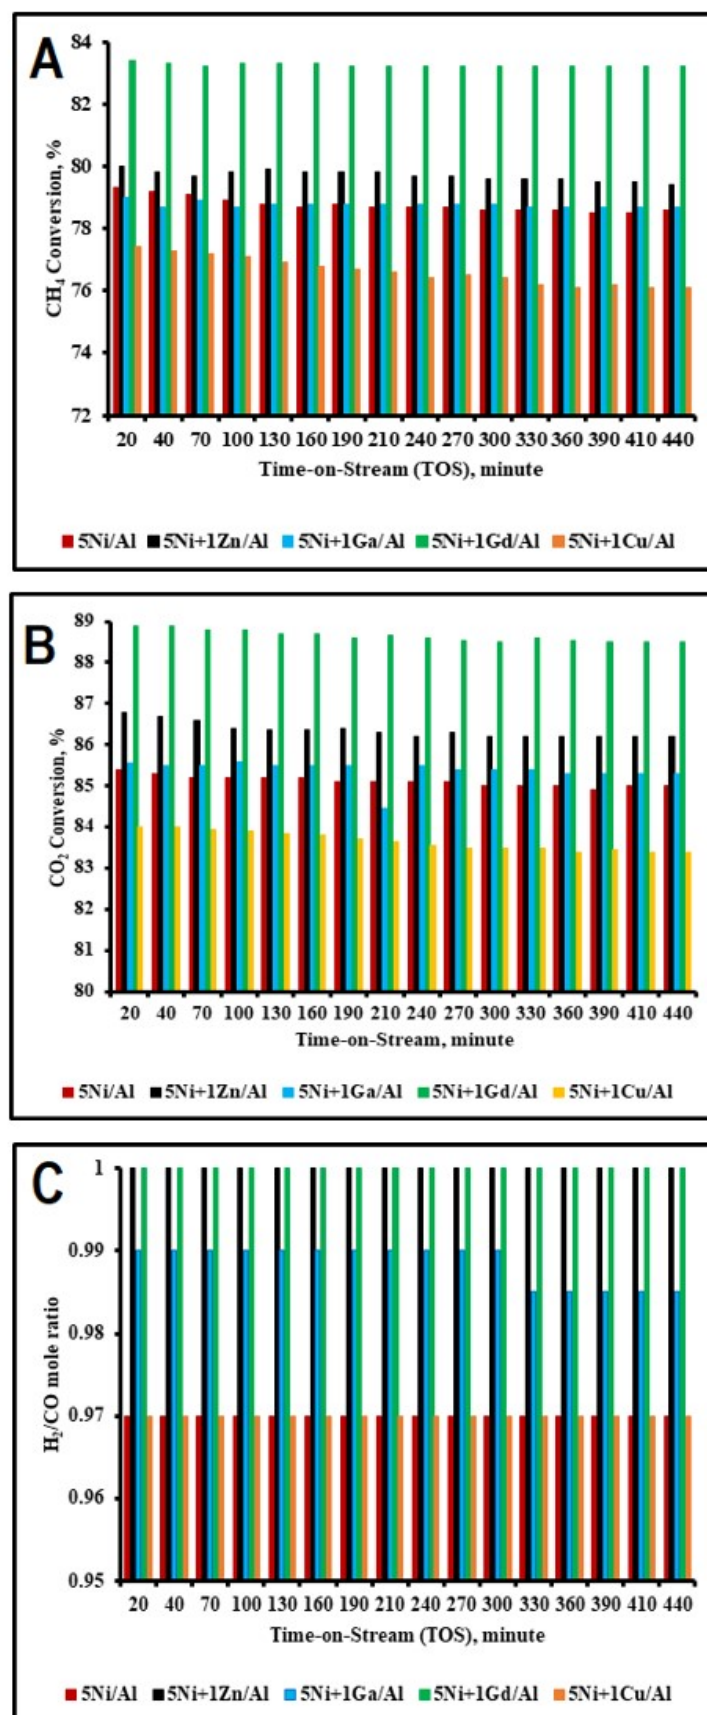 A
84
82
80
78
76
74
72
CH₄ Conversion, %
20 40 70 100 130 160 190 210 240 270 300 330 360 390 410 440
Time-on-Stream (TOS), minute
5Ni/Al 5Ni+1Zn/Al 5Ni+1Ga/Al 5Ni+1Gd/Al 5Ni+1Cu/Al
B
89
88
87
86
85
84
83
82
81
80
CO₂ Conversion, %
20 40 70 100 130 160 190 210 240 270 300 330 360 390 410 440
Time-on-Stream, minute
5Ni/Al 5Ni+1Zn/Al 5Ni+1Ga/Al 5Ni+1Gd/Al 5Ni+1Cu/Al
C
1
0.99
0.98
0.97
0.96
0.95
H₂/CO mole ratio
20 40 70 100 130 160 190 210 240 270 300 330 360 390 410 440
Time-on-Stream (TOS), minute
5Ni/Al 5Ni+1Zn/Al 5Ni+1Ga/Al 5Ni+1Gd/Al 5Ni+1Cu/Al